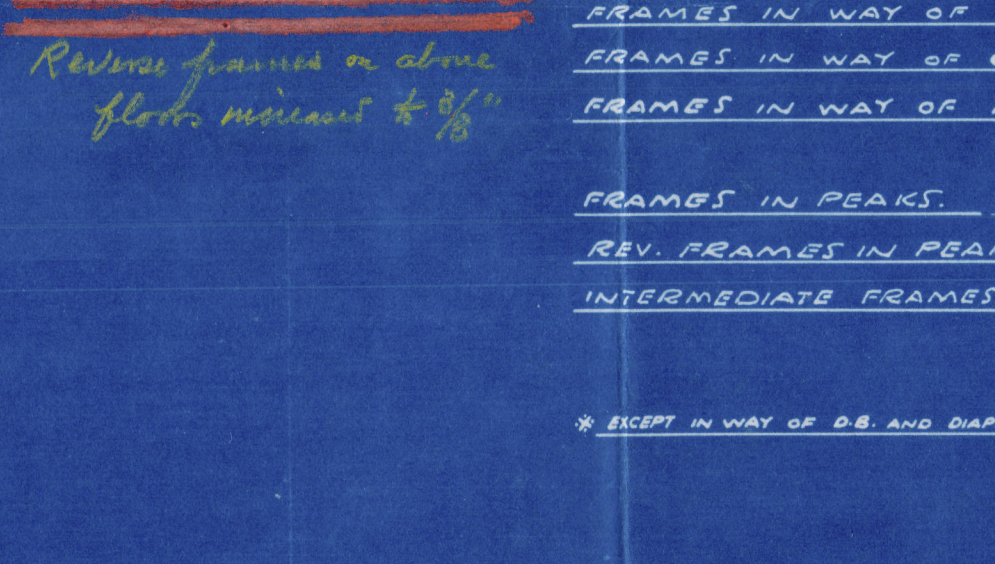 Reverse frames on above
floors increased to 3/8"
FRAMES IN WAY OF
FRAMES IN WAY OF
FRAMES IN WAY OF
FRAMES IN PEAKS.
REV. FRAMES IN PEA
INTERMEDIATE FRAMES
* EXCEPT IN WAY OF D.B. AND DIAP